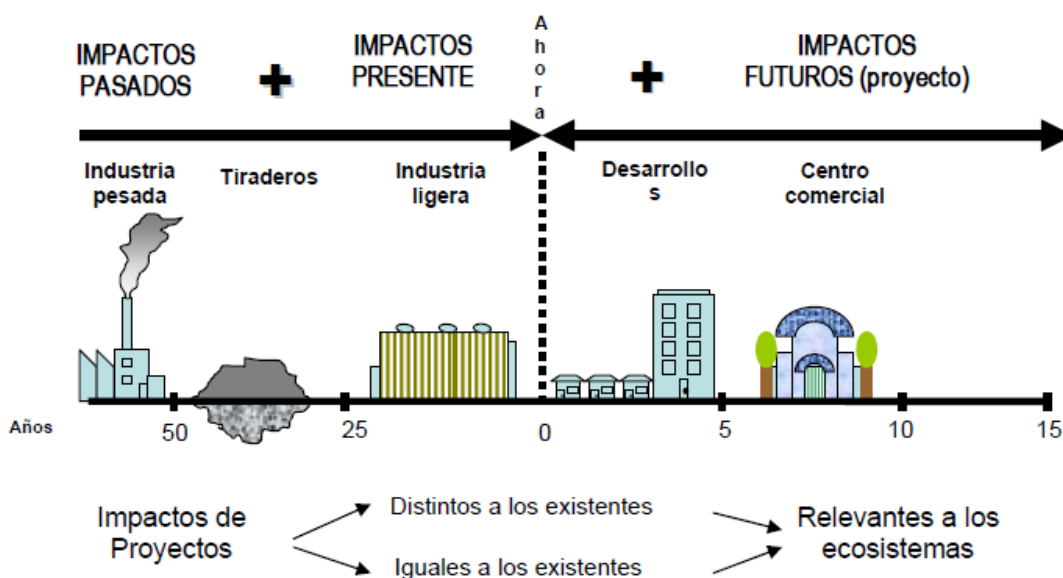 Ahora
IMPACTOS
PASADOS
+
IMPACTOS
PRESENTE
+
IMPACTOS
FUTUROS (proyecto)
Industria
pesada
Tiraderos
Industria
ligera
Desarrollo
s
Centro
comercial
Años
50
25
0
5
10
15
Impactos de
Proyectos
Distintos a los existentes
Iguales a los existentes
Relevantes a los
ecosistemas